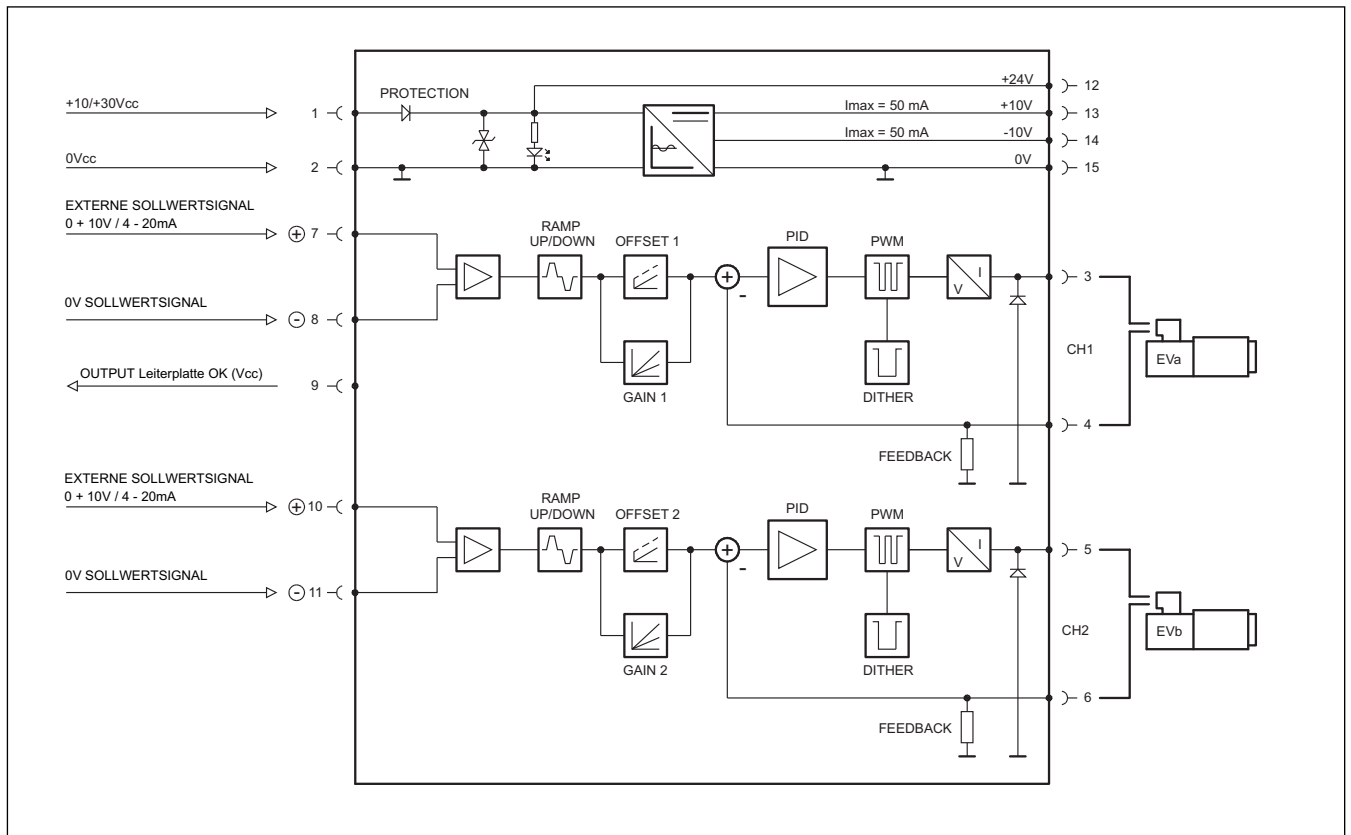 +24V
12
+10/+30Vcc
1
PROTECTION
Imax = 50 mA
+10V
13
Imax = 50 mA
-10V
14
0Vcc
2
0V
15
EXTERNE SOLLWERTSIGNAL
0 + 10V / 4 - 20mA
+
7
RAMP
UP/DOWN
OFFSET 1
PID
PWM
+
-
V
I
3
0V SOLLWERTSIGNAL
-
8
CH1
EVa
OUTPUT Leiterplatte OK (Vcc)
9
GAIN 1
DITHER
4
FEEDBACK
EXTERNE SOLLWERTSIGNAL
0 + 10V / 4 - 20mA
+
10
RAMP
UP/DOWN
OFFSET 2
PID
PWM
+
-
V
I
5
0V SOLLWERTSIGNAL
-
11
CH2
EVb
GAIN 2
DITHER
6
FEEDBACK